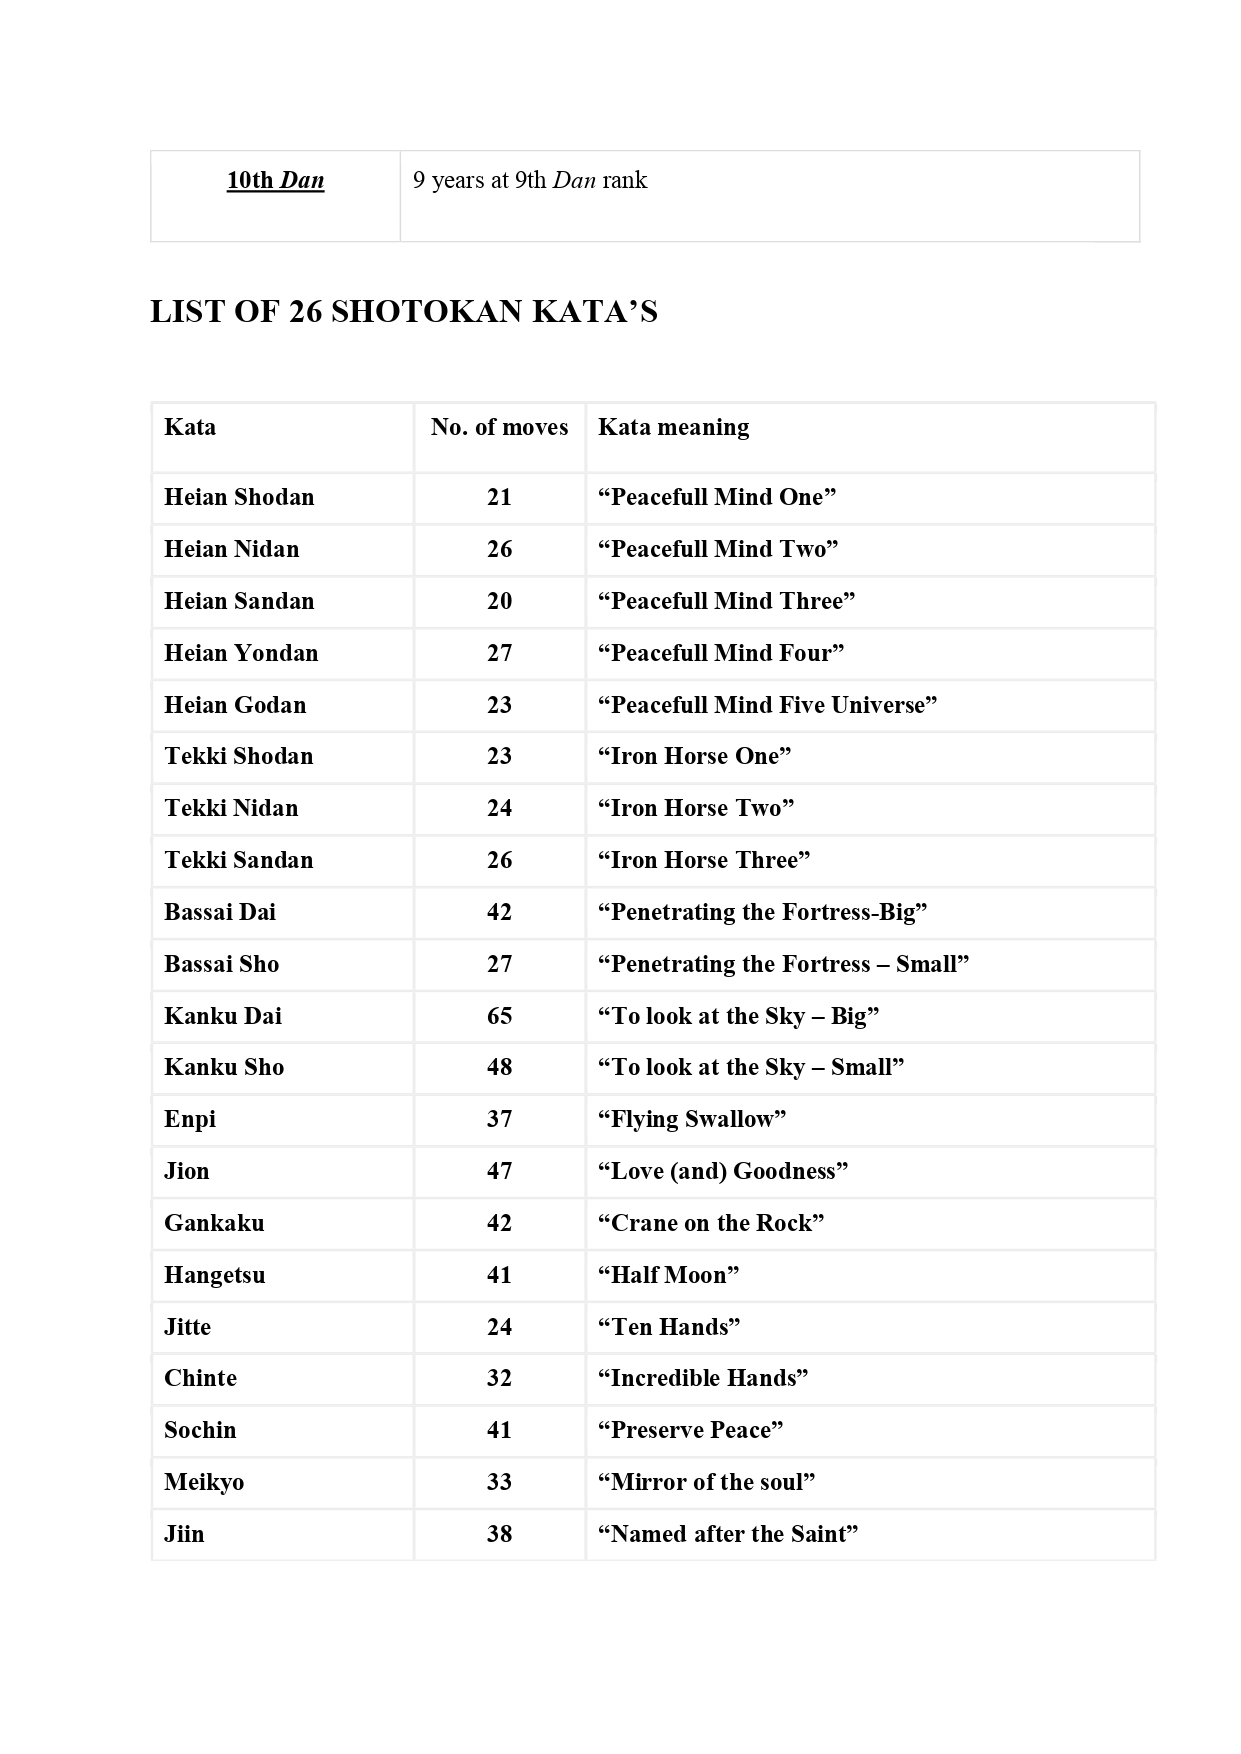 10th Dan 9 years at 9th Dan rank
LIST OF 26 SHOTOKAN KATA’S
Kata No. of moves Kata meaning
Heian Shodan 21 “Peacefull Mind One”
Heian Nidan 26 “Peacefull Mind Two”
Heian Sandan 20 “Peacefull Mind Three”
Heian Yondan 27 “Peacefull Mind Four”
Heian Godan 23 “Peacefull Mind Five Universe”
Tekki Shodan 23 “Iron Horse One”
Tekki Nidan 24 “Iron Horse Two”
Tekki Sandan 26 “Iron Horse Three”
Bassai Dai 42 “Penetrating the Fortress-Big”
Bassai Sho 27 “Penetrating the Fortress – Small”
Kanku Dai 65 “To look at the Sky – Big”
Kanku Sho 48 “To look at the Sky – Small”
Enpi 37 “Flying Swallow”
Jion 47 “Love (and) Goodness”
Gankaku 42 “Crane on the Rock”
Hangetsu 41 “Half Moon”
Jitte 24 “Ten Hands”
Chinte 32 “Incredible Hands”
Sochin 41 “Preserve Peace”
Meikyo 33 “Mirror of the soul”
Jiin 38 “Named after the Saint”